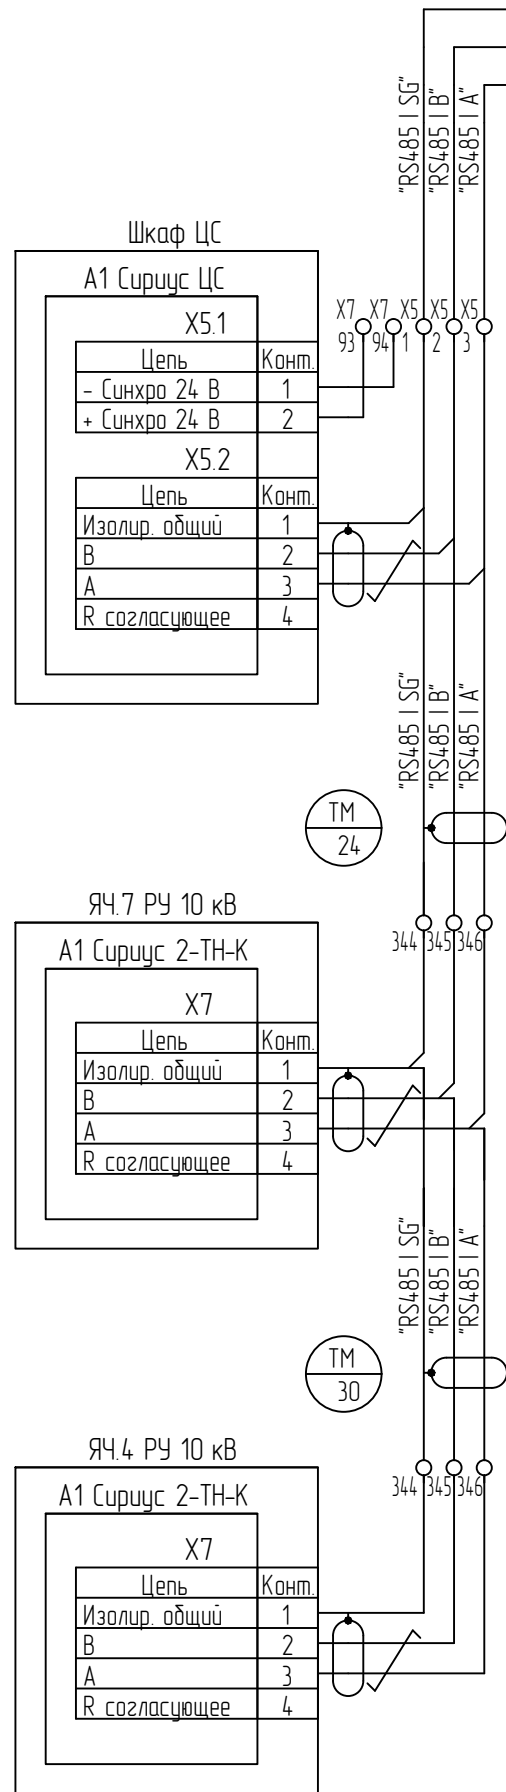 "RS485 I SG" "RS485 I B" "RS485 I A"
Шкаф ЦС
А1 Сириус ЦС
X7 X7 X5 X5 X5
93 94 1 2 3
X5.1
Цепь Конт.
- Синхро 24 В 1
+ Синхро 24 В 2
X5.2
Цепь Конт.
Изолир. общий 1
B 2
A 3
R согласующее 4
"RS485 I SG" "RS485 I B" "RS485 I A"
ТМ
24
ЯЧ.7 РУ 10 кВ
344 345 346
А1 Сириус 2-ТН-К
X7
Цепь Конт.
Изолир. общий 1
B 2
A 3
R согласующее 4
"RS485 I SG" "RS485 I B" "RS485 I A"
ТМ
30
ЯЧ.4 РУ 10 кВ
344 345 346
А1 Сириус 2-ТН-К
X7
Цепь Конт.
Изолир. общий 1
B 2
A 3
R согласующее 4